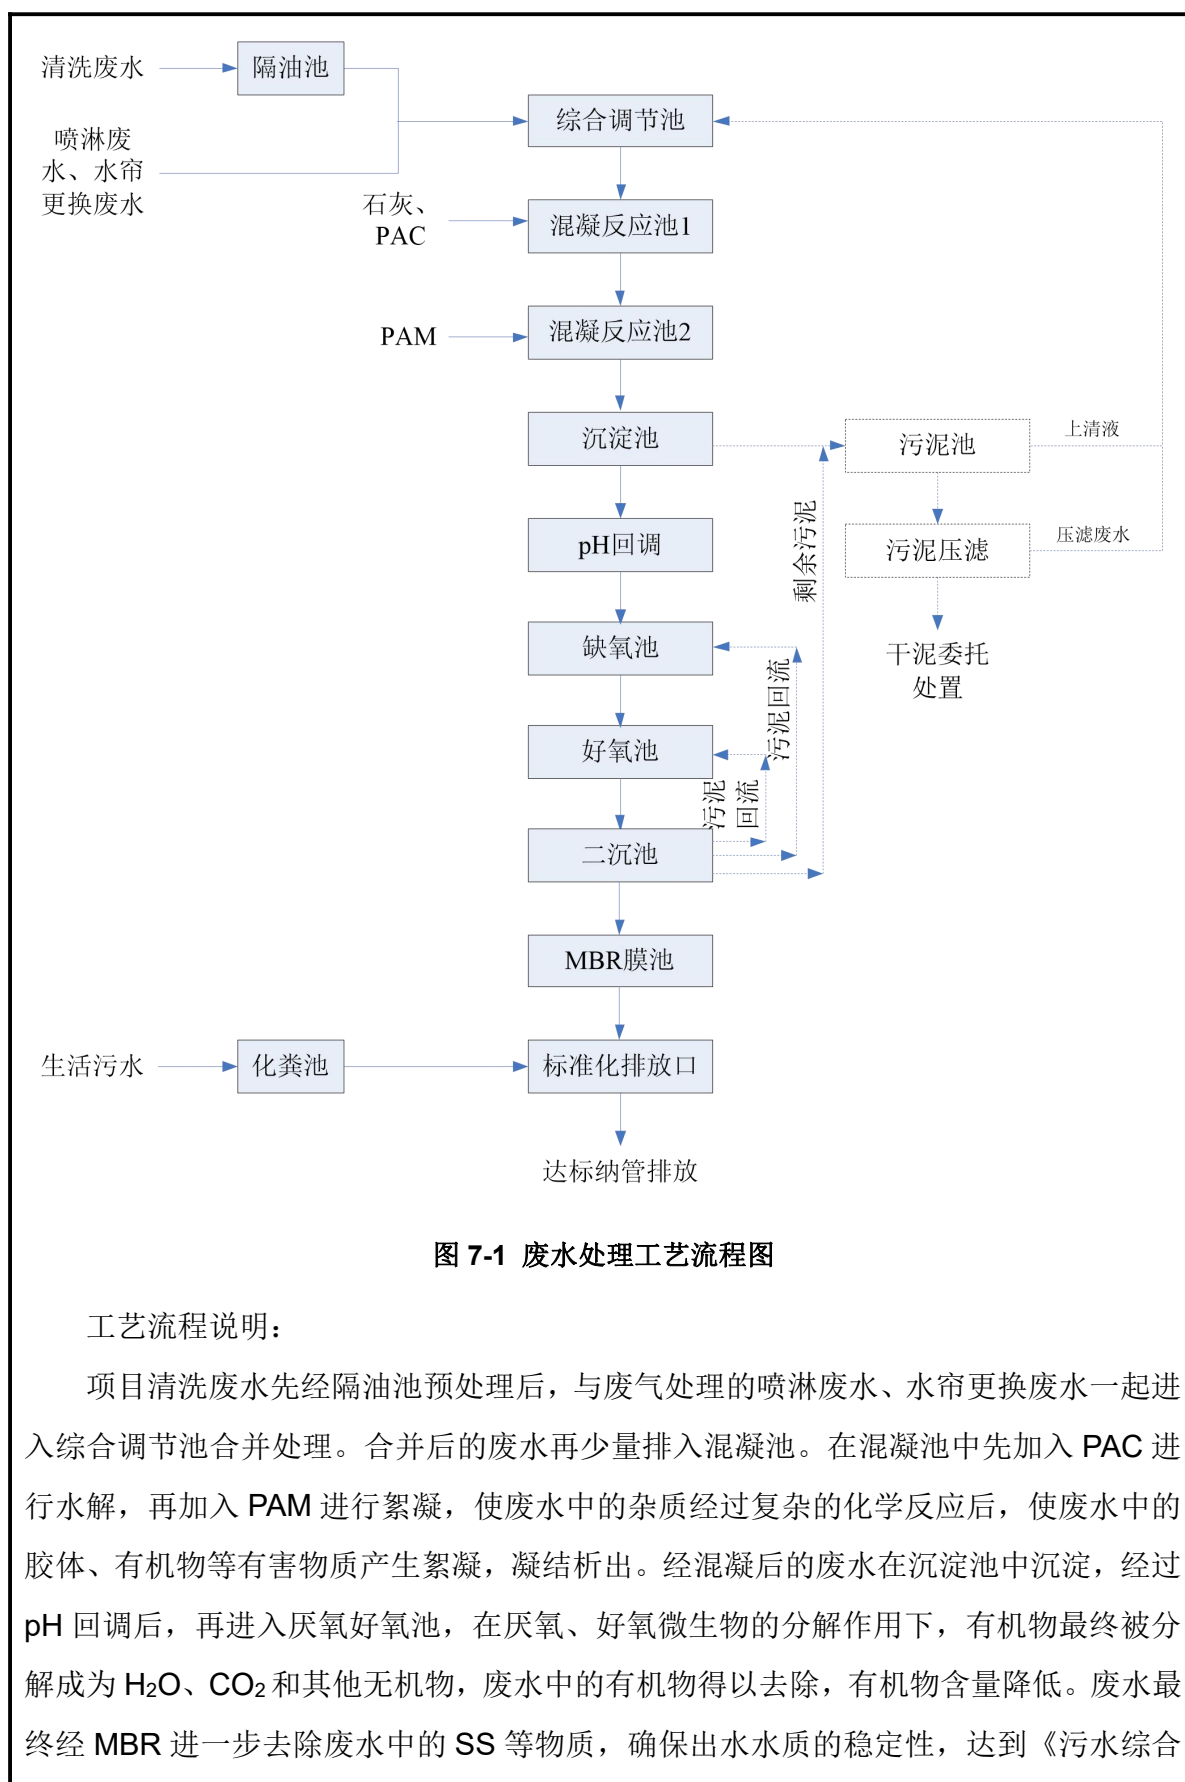 清洗废水
隔油池
喷淋废
水、水帘
更换废水
综合调节池
石灰、
PAC
混凝反应池1
PAM
混凝反应池2
沉淀池
污泥池
上清液
剩余污泥
pH回调
污泥压滤
压滤废水
缺氧池
污泥回流
干泥委托
处置
好氧池
污泥
回流
二沉池
MBR膜池
生活污水
化粪池
标准化排放口
达标纳管排放
图 7-1 废水处理工艺流程图
工艺流程说明：
项目清洗废水先经隔油池预处理后，与废气处理的喷淋废水、水帘更换废水一起进
入综合调节池合并处理。合并后的废水再少量排入混凝池。在混凝池中先加入 PAC 进
行水解，再加入 PAM 进行絮凝，使废水中的杂质经过复杂的化学反应后，使废水中的
胶体、有机物等有害物质产生絮凝，凝结析出。经混凝后的废水在沉淀池中沉淀，经过
pH 回调后，再进入厌氧好氧池，在厌氧、好氧微生物的分解作用下，有机物最终被分
解成为 H₂O、CO₂ 和其他无机物，废水中的有机物得以去除，有机物含量降低。废水最
终经 MBR 进一步去除废水中的 SS 等物质，确保出水水质的稳定性，达到《污水综合